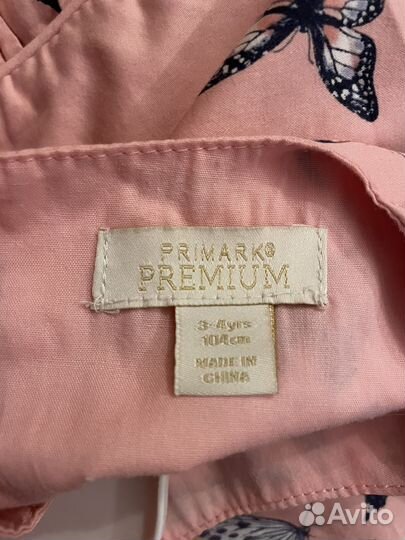 PRIMARK®
PREMIUM
3-4yrs
104cm
MADE IN
CHINA
Avito